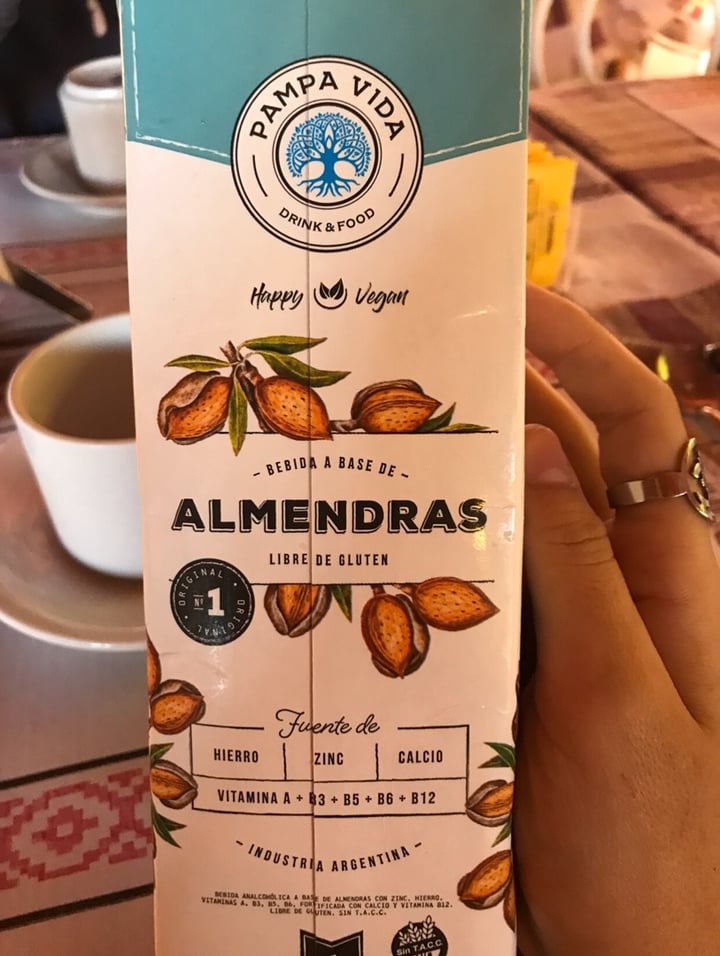 PAMPA VIDA
DRINK & FOOD
Happy Vegan
- BEBIDA A BASE DE -
ALMENDRAS
LIBRE DE GLUTEN
ORIGINAL
Nº 1
ORIGINAL
Fuente de
HIERRO ZINC CALCIO
VITAMINA A + B3 + B5 + B6 + B12
- INDUSTRIA ARGENTINA -
BEBIDA ANALCOHÓLICA A BASE DE ALMENDRAS CON ZINC, HIERRO,
VITAMINAS A, B3, B5, B6, FORTIFICADA CON CALCIO Y VITAMINA B12.
LIBRE DE GLUTEN. SIN T.A.C.C.
Sin T.A.C.C.